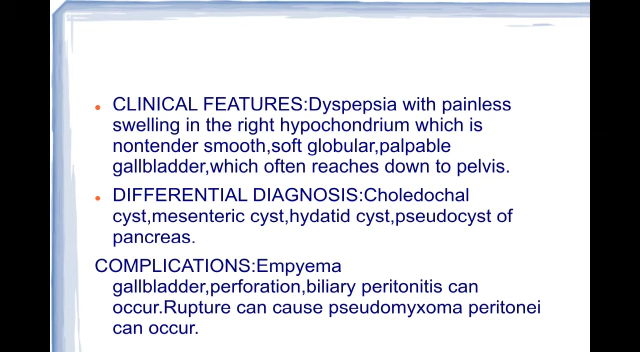 CLINICAL FEATURES:Dyspepsia with painless
swelling in the right hypochondrium which is
nontender smooth,soft globular,palpable
gallbladder,which often reaches down to pelvis.
DIFFERENTIAL DIAGNOSIS:Choledochal
cyst,mesenteric cyst,hydatid cyst,pseudocyst of
pancreas.
COMPLICATIONS:Empyema
gallbladder,perforation,biliary peritonitis can
occur.Rupture can cause pseudomyxoma peritonei
can occur.